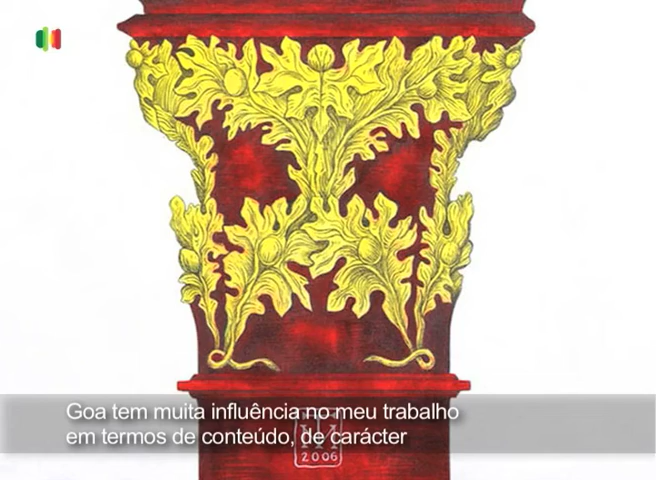 Goa tem muita influência no meu trabalho
em termos de conteúdo, de carácter
2006